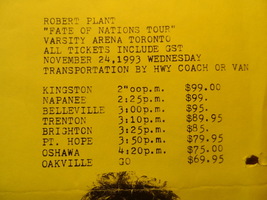 ROBERT PLANT
"FATE OF NATIONS TOUR"
VARSITY ARENA TORONTO
ALL TICKETS INCLUDE GST
NOVEMBER 24,1993 WEDNESDAY
TRANSPORTATION BY HWY COACH OR VAN
KINGSTON 2"oop.m. $99.00
NAPANEE 2:25p.m. $99.
BELLEVILLE 3:00p.m. $95.
TRENTON 3:10p.m. $89.95
BRIGHTON 3:25p.m. $85.
PT. HOPE 3:50p.m. $79.95
OSHAWA 4:20p.m. $75.00
OAKVILLE GO $69.95